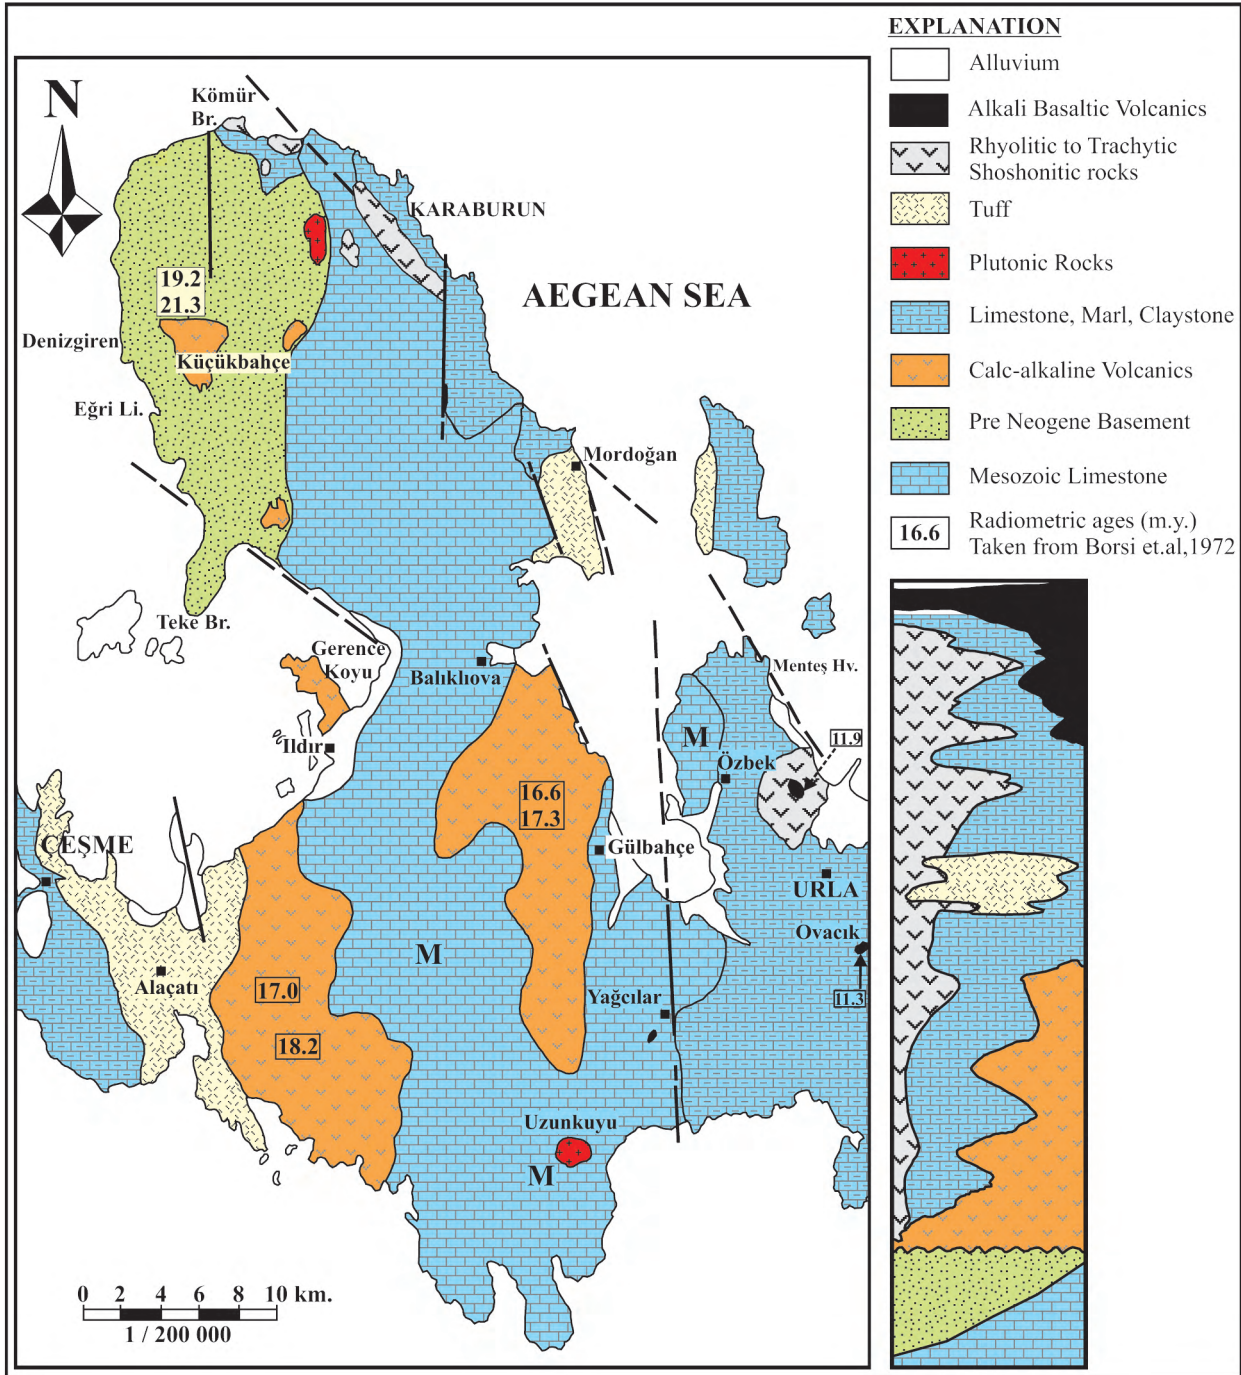 EXPLANATION
Alluvium
Alkali Basaltic Volcanics
Rhyolitic to Trachytic
Shoshonitic rocks
Tuff
Plutonic Rocks
Limestone, Marl, Claystone
Calc-alkaline Volcanics
Pre Neogene Basement
Mesozoic Limestone
16.6
Radiometric ages (m.y.)
Taken from Borsi et.al,1972
N
Kömür
Br.
KARABURUN
AEGEAN SEA
19.2
21.3
Denizgiren
Küçükbahçe
Eğri Li.
Mordoğan
Teke Br.
Gerence
Koyu
Balıklıova
Menteş Hv.
Ildır
M
Özbek
11.9
16.6
17.3
ÇEŞME
Gülbahçe
URLA
M
Ovacık
Alaçatı
17.0
Yağcılar
11.3
18.2
Uzunkuyu
M
0 2 4 6 8 10 km.
1 / 200 000